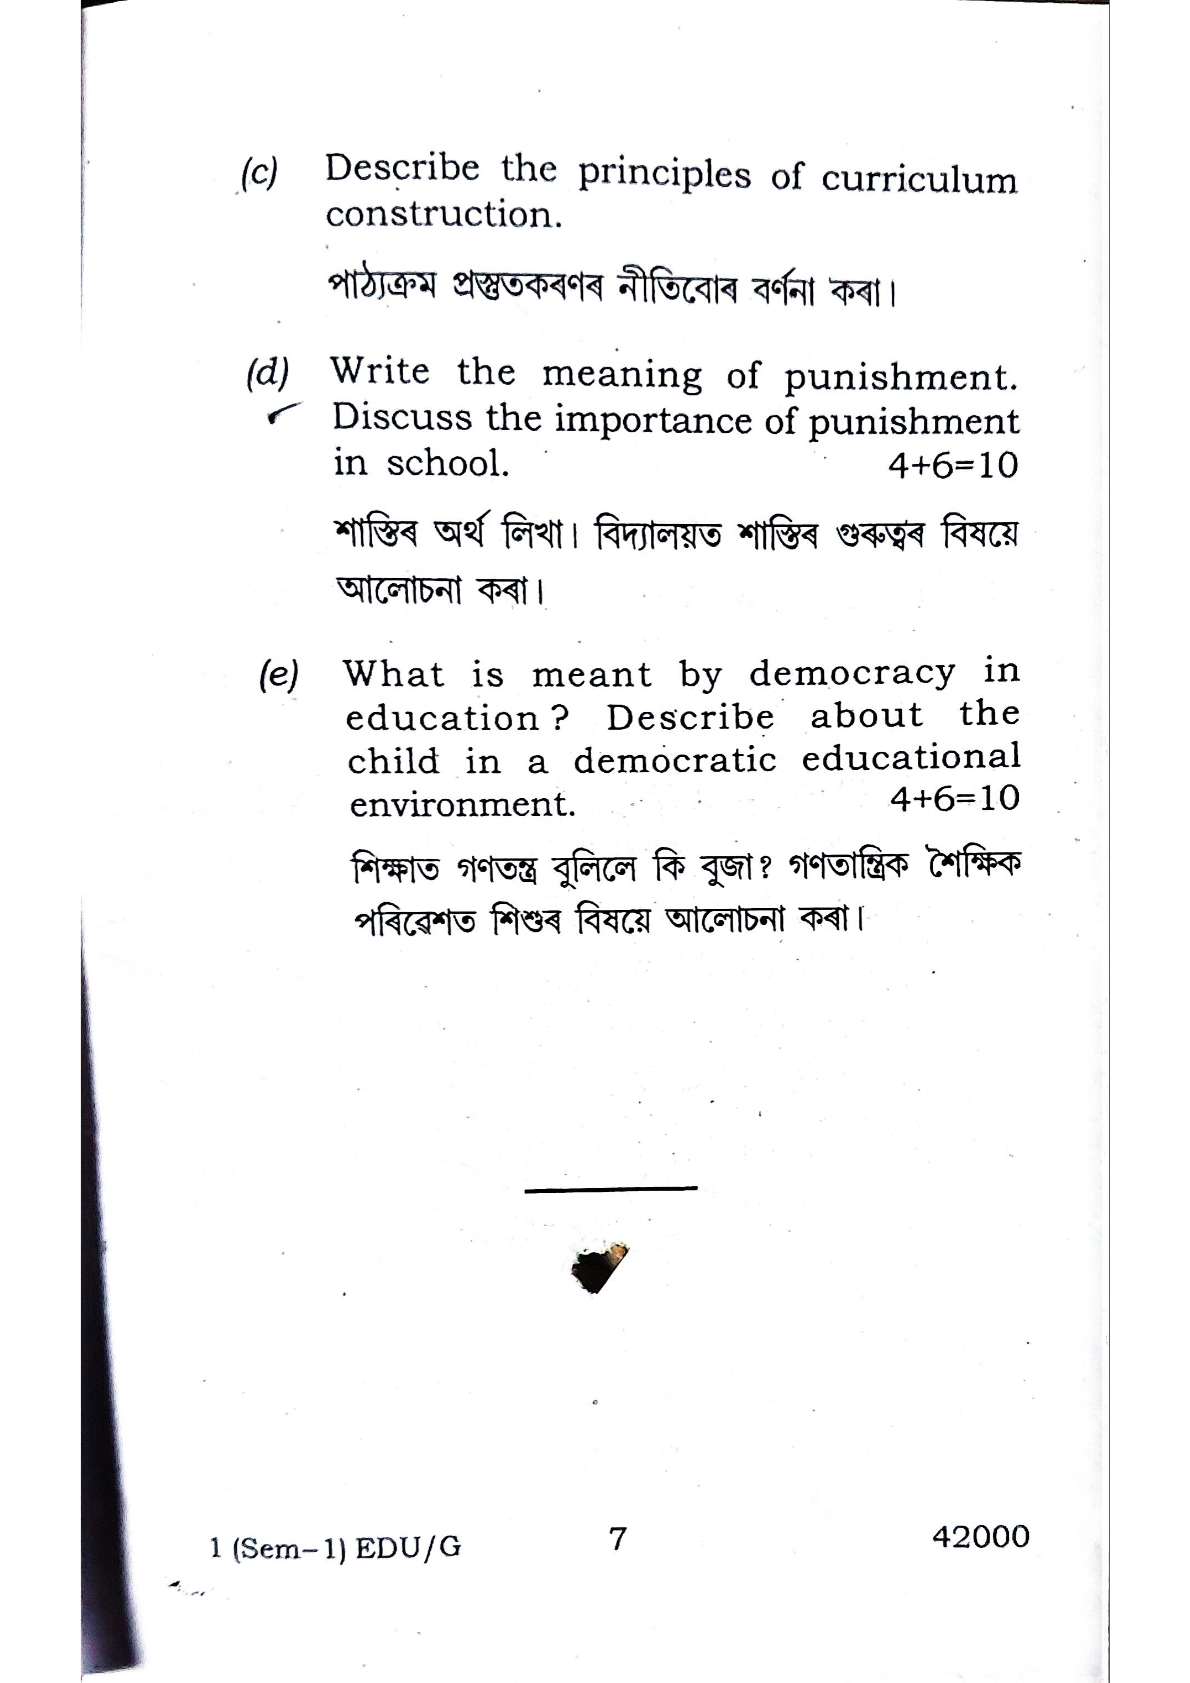 (c) Describe the principles of curriculum
construction.
পাঠ্যক্ৰম প্ৰস্তুতকৰণৰ নীতিবোৰ বৰ্ণনা কৰা।
(d) Write the meaning of punishment.
Discuss the importance of punishment
in school. 4+6=10
শাস্তিৰ অৰ্থ লিখা। বিদ্যালয়ত শাস্তিৰ গুৰুত্বৰ বিষয়ে
আলোচনা কৰা।
(e) What is meant by democracy in
education? Describe about the
child in a democratic educational
environment. 4+6=10
শিক্ষাত গণতন্ত্ৰ বুলিলে কি বুজা? গণতান্ত্ৰিক শৈক্ষিক
পৰিৱেশত শিশুৰ বিষয়ে আলোচনা কৰা।
1 (Sem-1) EDU/G 7 42000